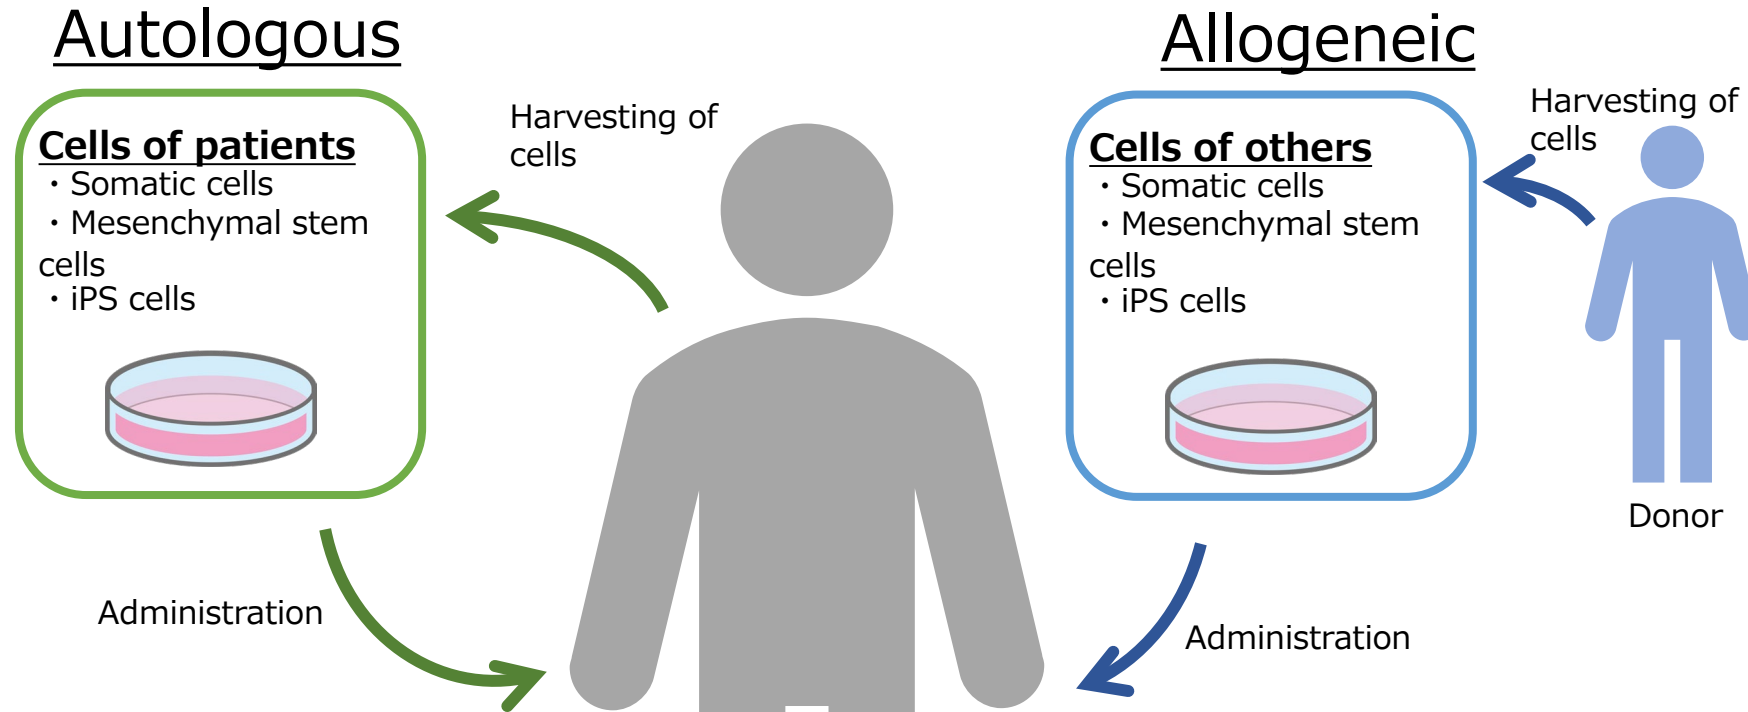 Autologous
Cells of patients
・Somatic cells
・Mesenchymal stem
cells
・iPS cells
Harvesting of
cells
Administration
Allogeneic
Cells of others
・Somatic cells
・Mesenchymal stem
cells
・iPS cells
Harvesting of
cells
Donor
Administration